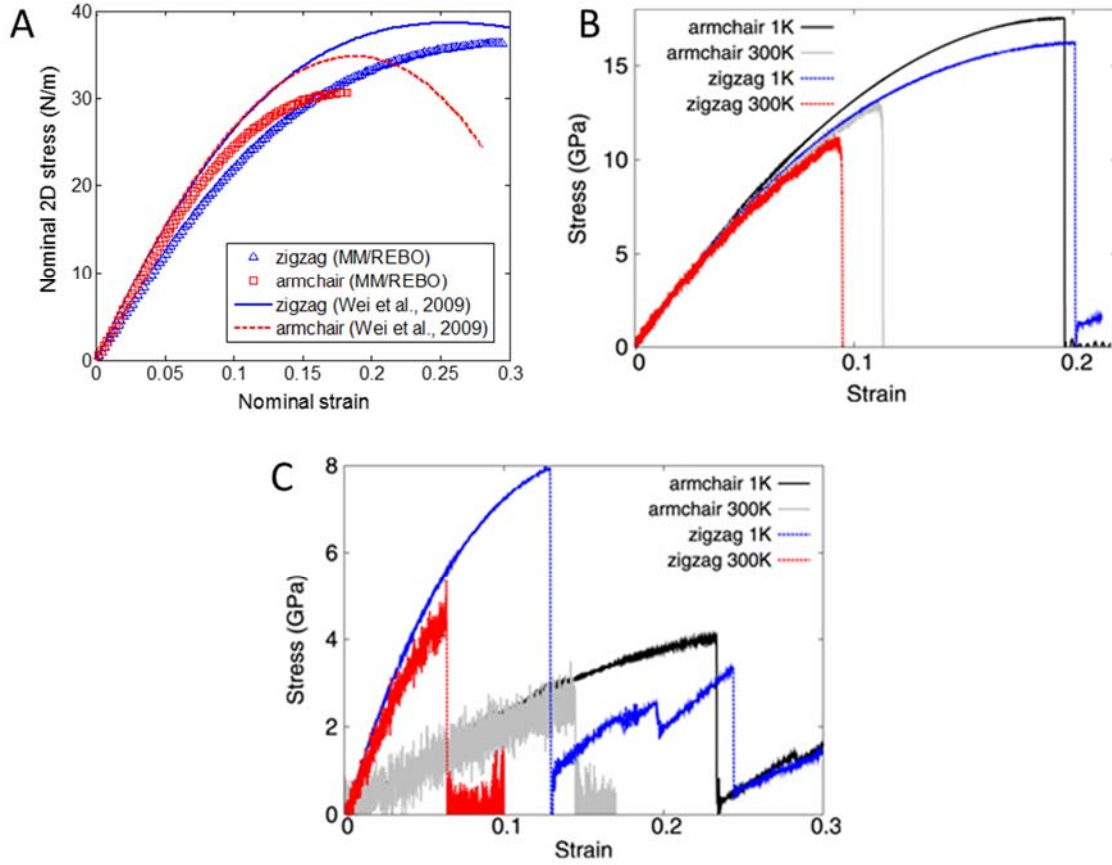 A
Nominal 2D stress (N/m)
40
30
20
10
0
0
0.05
0.1
0.15
0.2
0.25
0.3
Nominal strain
zigzag (MM/REBO)
armchair (MM/REBO)
zigzag (Wei et al., 2009)
armchair (Wei et al., 2009)
B
Stress (GPa)
15
10
5
0
0
0.1
0.2
Strain
armchair 1K
armchair 300K
zigzag 1K
zigzag 300K
C
Stress (GPa)
8
6
4
2
0
0
0.1
0.2
0.3
Strain
armchair 1K
armchair 300K
zigzag 1K
zigzag 300K